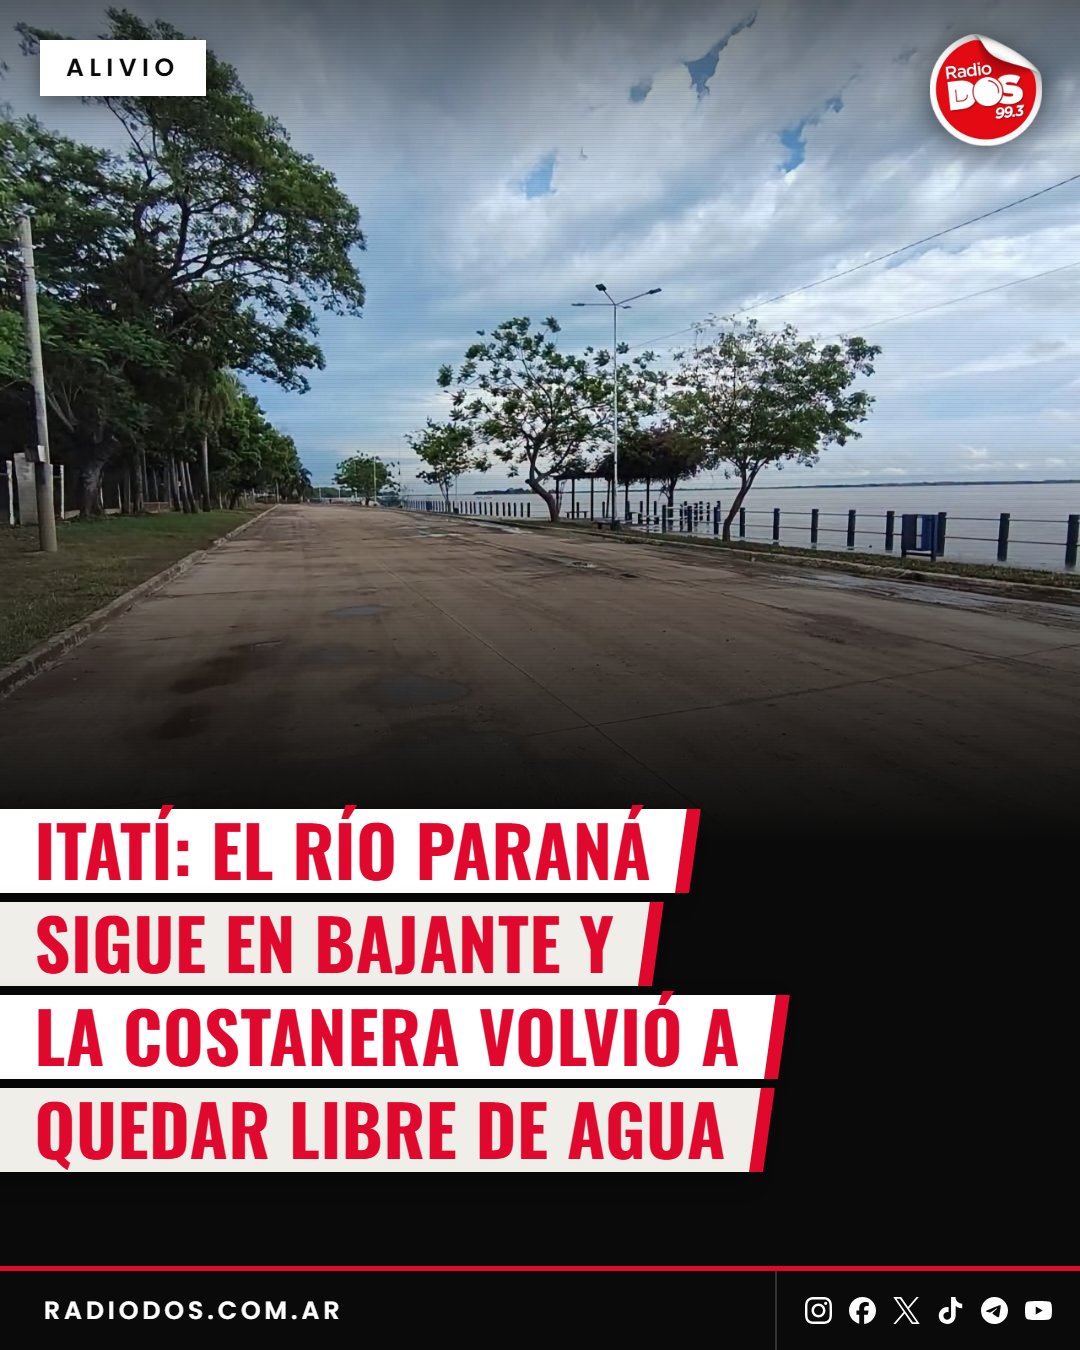 ALIVIO
Radio
DOS
99.3
ITATÍ: EL RÍO PARANÁ
SIGUE EN BAJANTE Y
LA COSTANERA VOLVIÓ A
QUEDAR LIBRE DE AGUA
RADIODOS.COM.AR